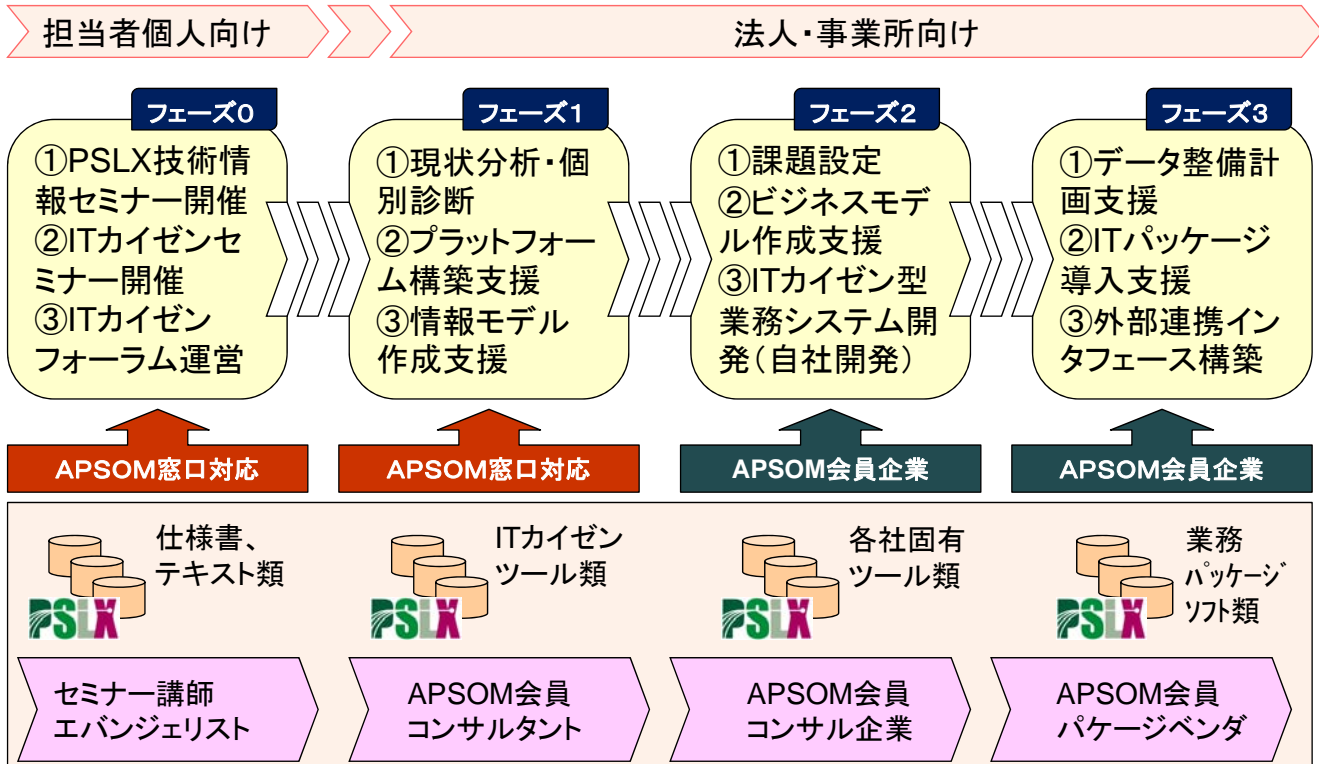 担当者個人向け
法人・事業所向け
フェーズ0
①PSLX技術情
報セミナー開催
②ITカイゼンセ
ミナー開催
③ITカイゼン
フォーラム運営
フェーズ1
①現状分析・個
別診断
②プラットフォー
ム構築支援
③情報モデル
作成支援
フェーズ2
①課題設定
②ビジネスモデ
ル作成支援
③ITカイゼン型
業務システム開
発(自社開発)
フェーズ3
①データ整備計
画支援
②ITパッケージ
導入支援
③外部連携イン
タフェース構築
APSOM窓口対応
APSOM窓口対応
APSOM会員企業
APSOM会員企業
仕様書、
テキスト類
PSLX
ITカイゼン
ツール類
PSLX
各社固有
ツール類
PSLX
業務
パッケージ
ソフト類
PSLX
セミナー講師
エバンジェリスト
APSOM会員
コンサルタント
APSOM会員
コンサル企業
APSOM会員
パケージベンダ